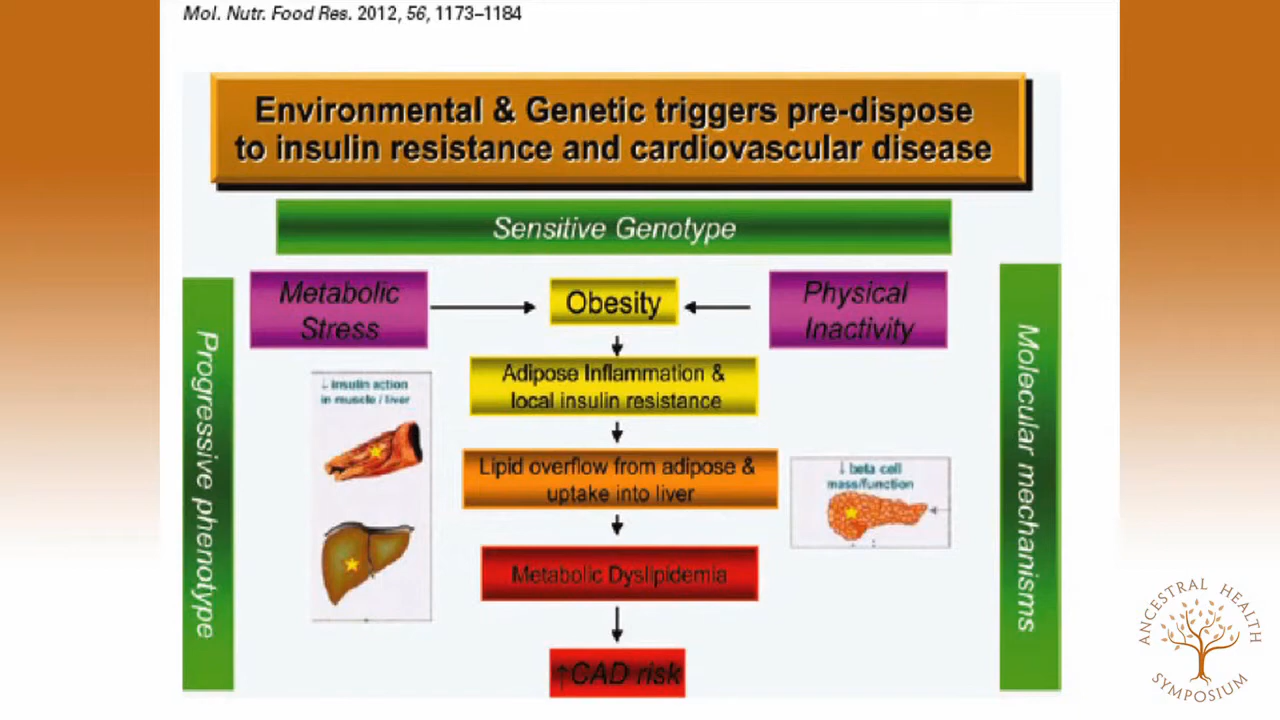 Mol. Nutr. Food Res. 2012, 56, 1173–1184
Environmental & Genetic triggers pre-dispose
to insulin resistance and cardiovascular disease
Sensitive Genotype
Metabolic
Stress
Obesity
Physical
Inactivity
Adipose Inflammation &
local insulin resistance
↓ insulin action
in muscle / liver
Lipid overflow from adipose &
uptake into liver
↓ beta cell
mass/function
Metabolic Dyslipidemia
↑CAD risk
Progressive phenotype
Molecular mechanisms
ANCESTRAL HEALTH
SYMPOSIUM